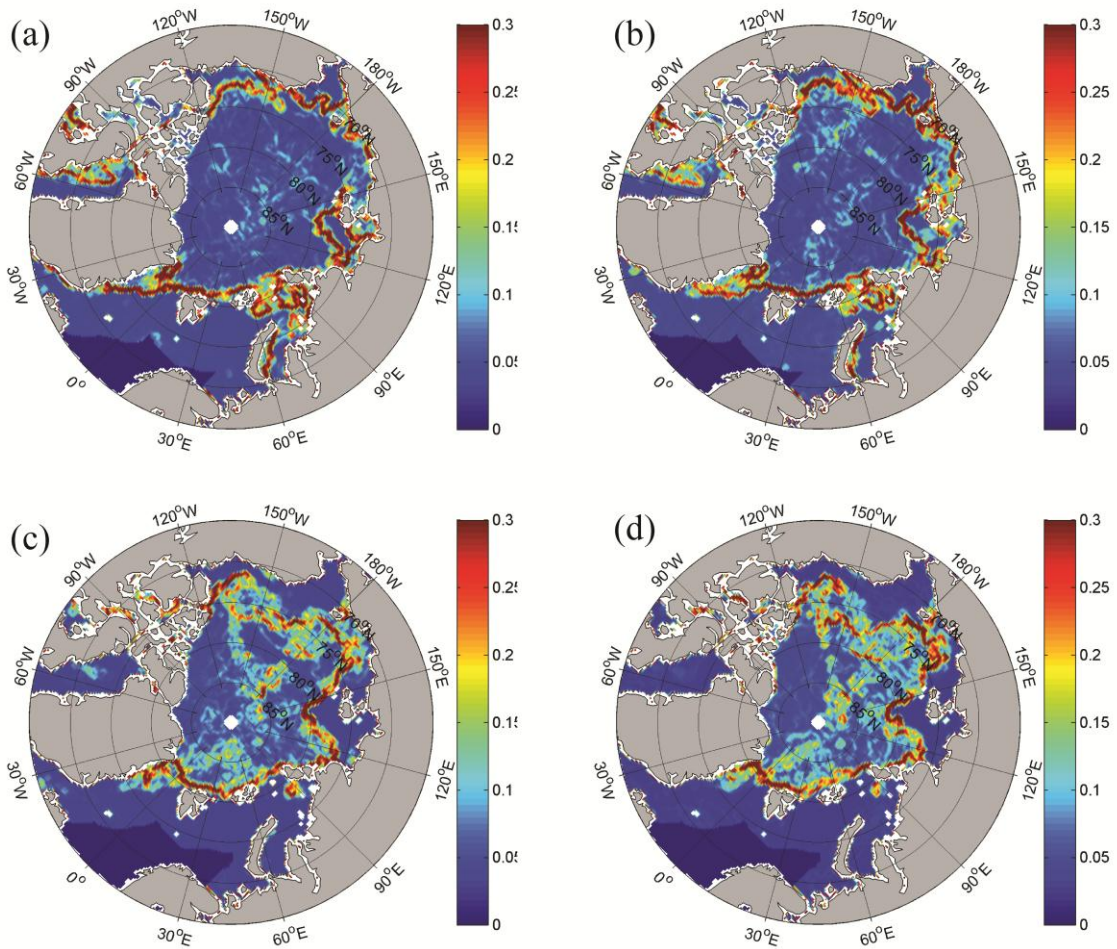 (a)
120°W
150°W
90°W
180°W
60°W
70°N
75°N
80°N
85°N
150°E
30°W
120°E
0°
90°E
30°E
60°E
0.3
0.25
0.2
0.15
0.1
0.05
0
(b)
120°W
150°W
90°W
180°W
60°W
70°N
75°N
80°N
85°N
150°E
30°W
120°E
0°
90°E
30°E
60°E
0.3
0.25
0.2
0.15
0.1
0.05
0
(c)
120°W
150°W
90°W
180°W
60°W
70°N
75°N
80°N
85°N
150°E
30°W
120°E
0°
90°E
30°E
60°E
0.3
0.25
0.2
0.15
0.1
0.05
0
(d)
120°W
150°W
90°W
180°W
60°W
70°N
75°N
80°N
85°N
150°E
30°W
120°E
0°
90°E
30°E
60°E
0.3
0.25
0.2
0.15
0.1
0.05
0